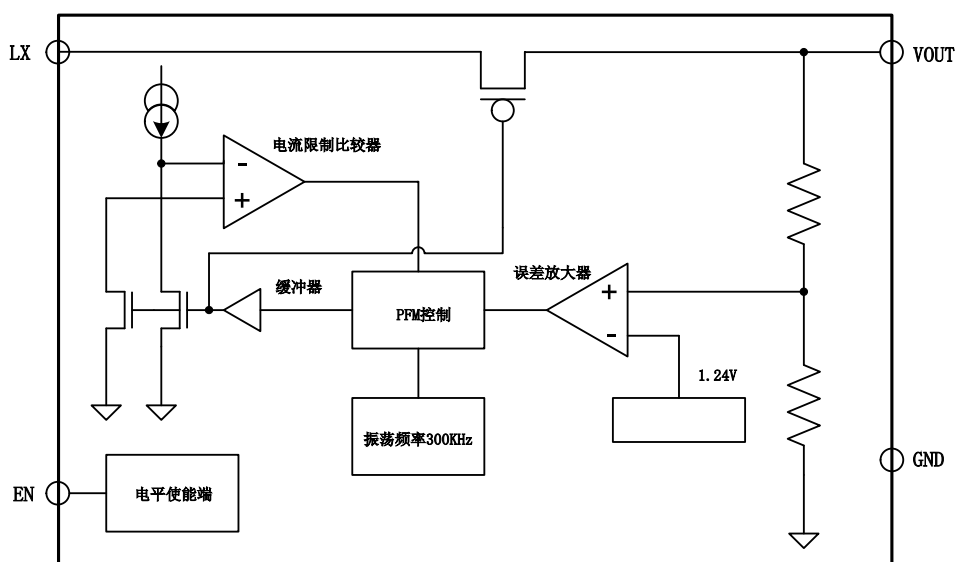 LX
VOUT
电流限制比较器
-
+
缓冲器
误差放大器
+
-
PFM控制
1.24V
振荡频率300KHz
GND
EN
电平使能端